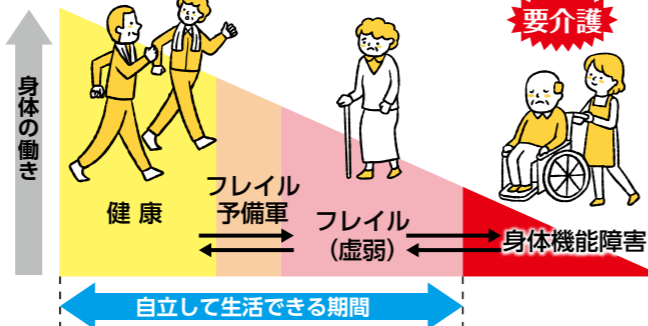 要介護
身体の働き
健康
フレイル
予備軍
フレイル
（虚弱）
身体機能障害
自立して生活できる期間